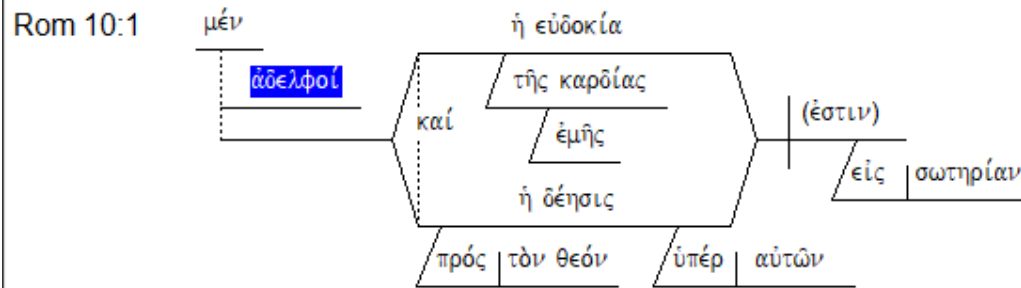 Rom 10:1
μέν
ἡ εὐδοκία
ἀδελφοί
τῆς καρδίας
(ἐστιν)
καί
ἐμῆς
εἰς σωτηρίαν
ἡ δέησις
πρός τὸν θεόν ὑπέρ αὐτῶν